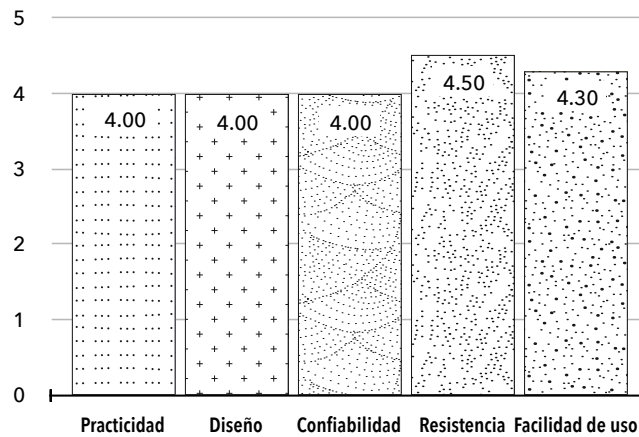 5
4
3
2
1
0
4.00
4.00
4.00
4.50
4.30
Practicidad
Diseño
Confiabilidad
Resistencia
Facilidad de uso